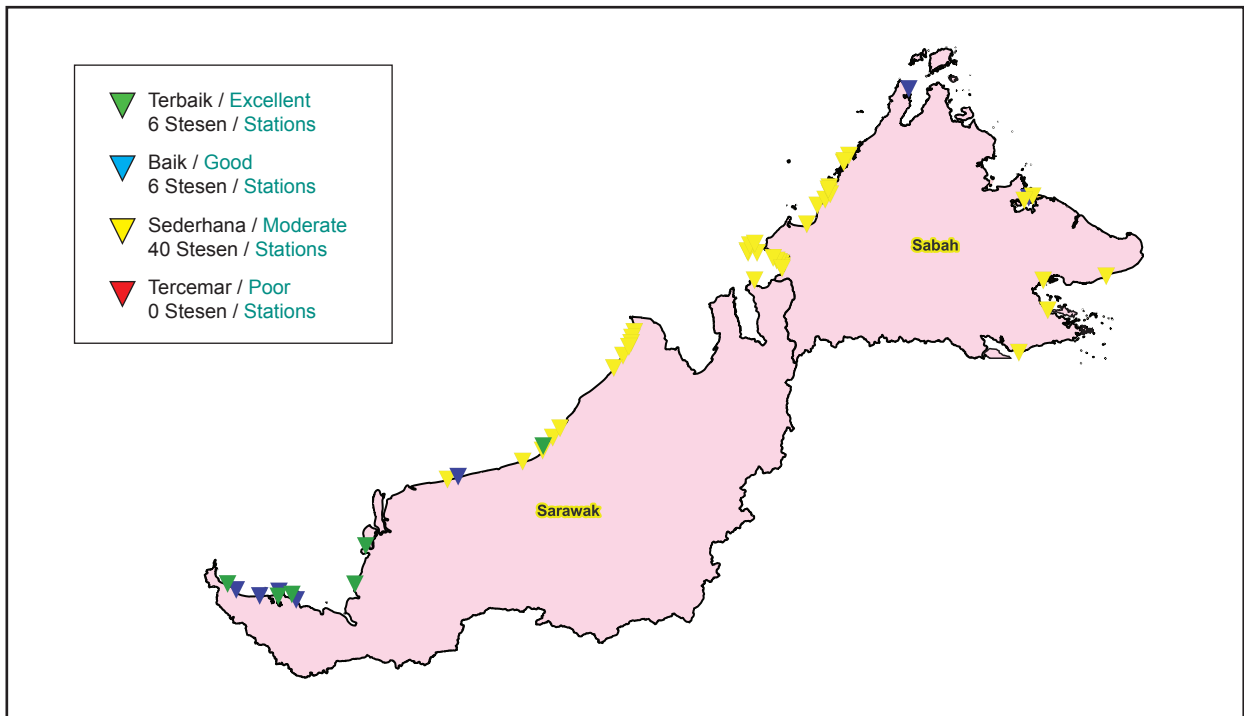 Terbaik / Excellent
6 Stesen / Stations
Baik / Good
6 Stesen / Stations
Sederhana / Moderate
40 Stesen / Stations
Tercemar / Poor
0 Stesen / Stations
Sabah
Sarawak